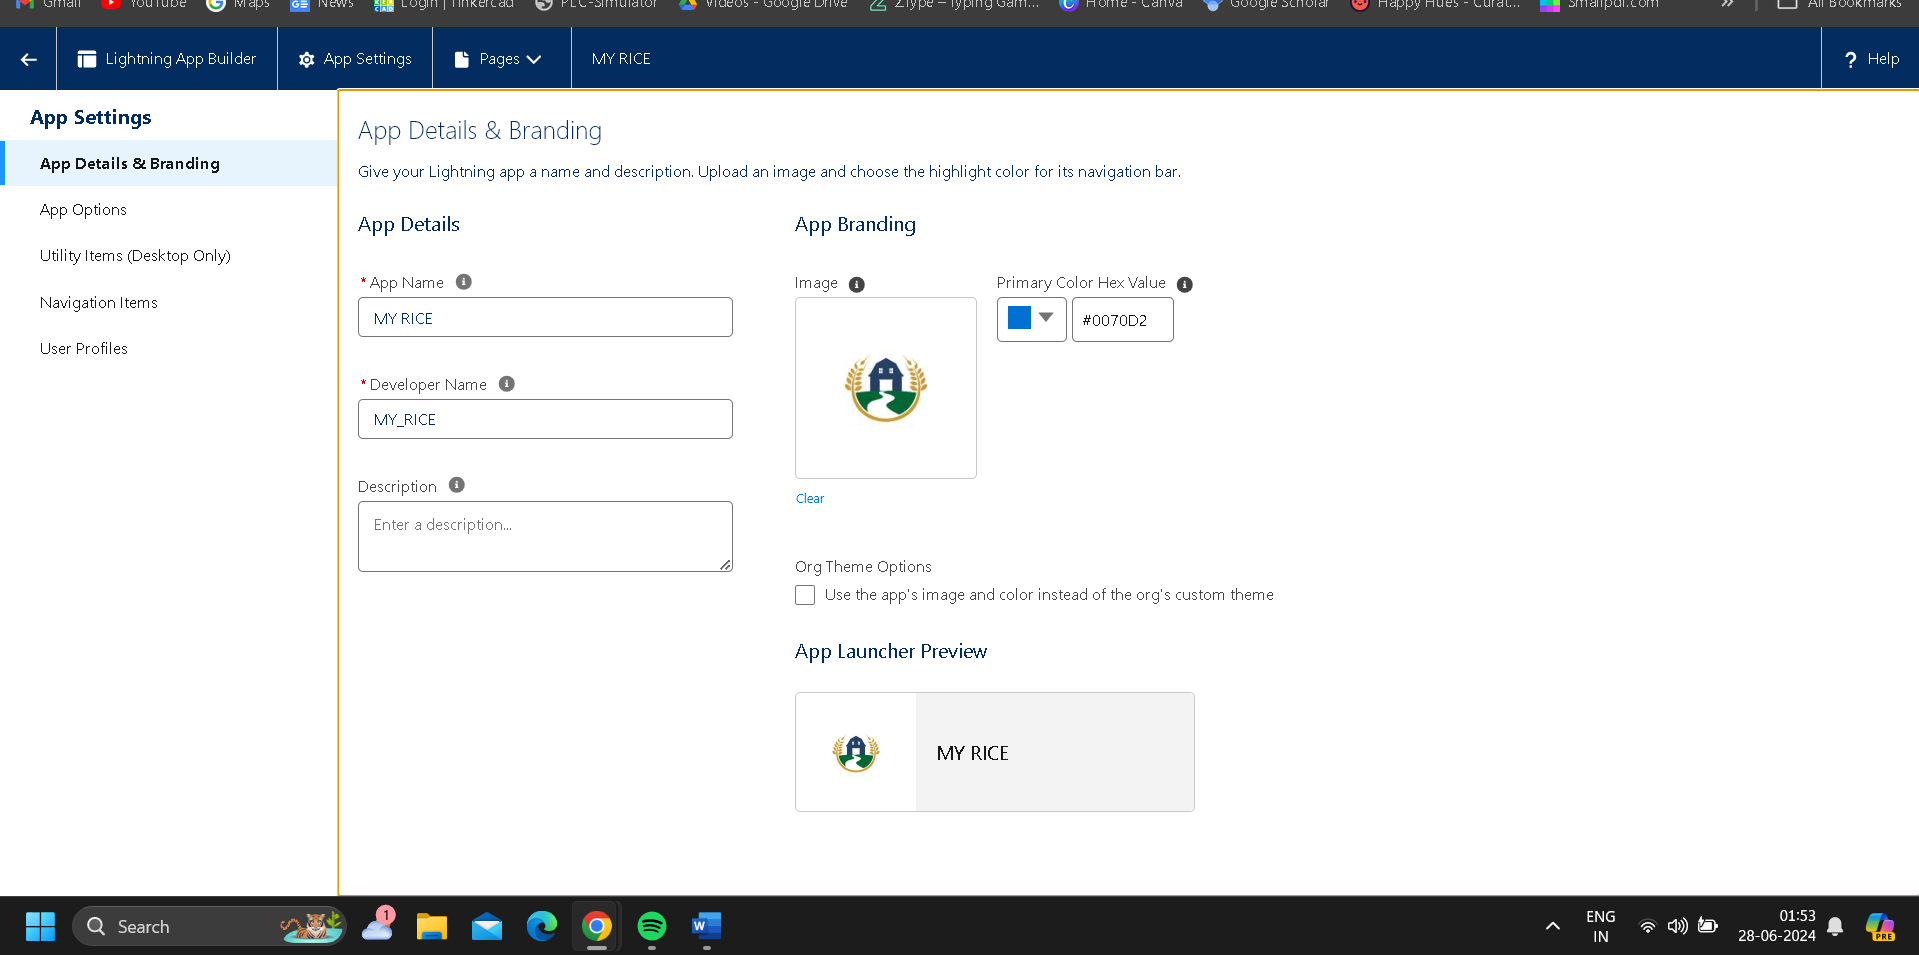 Gmail YouTube Maps News Login | Tinkercad PLC-Simulator Videos - Google Drive ZType – Typing Gam... Home - Canva Google Scholar Happy Hues - Curat... Smallpdf.com » All Bookmarks
Lightning App Builder App Settings Pages MY RICE ? Help
App Settings
App Details & Branding
App Options
Utility Items (Desktop Only)
Navigation Items
User Profiles
App Details & Branding
Give your Lightning app a name and description. Upload an image and choose the highlight color for its navigation bar.
App Details
* App Name
MY RICE
* Developer Name
MY_RICE
Description
Enter a description...
App Branding
Image
Primary Color Hex Value
#0070D2
Clear
Org Theme Options
Use the app's image and color instead of the org's custom theme
App Launcher Preview
MY RICE
Search
1
ENG
IN
01:53
28-06-2024
PRE